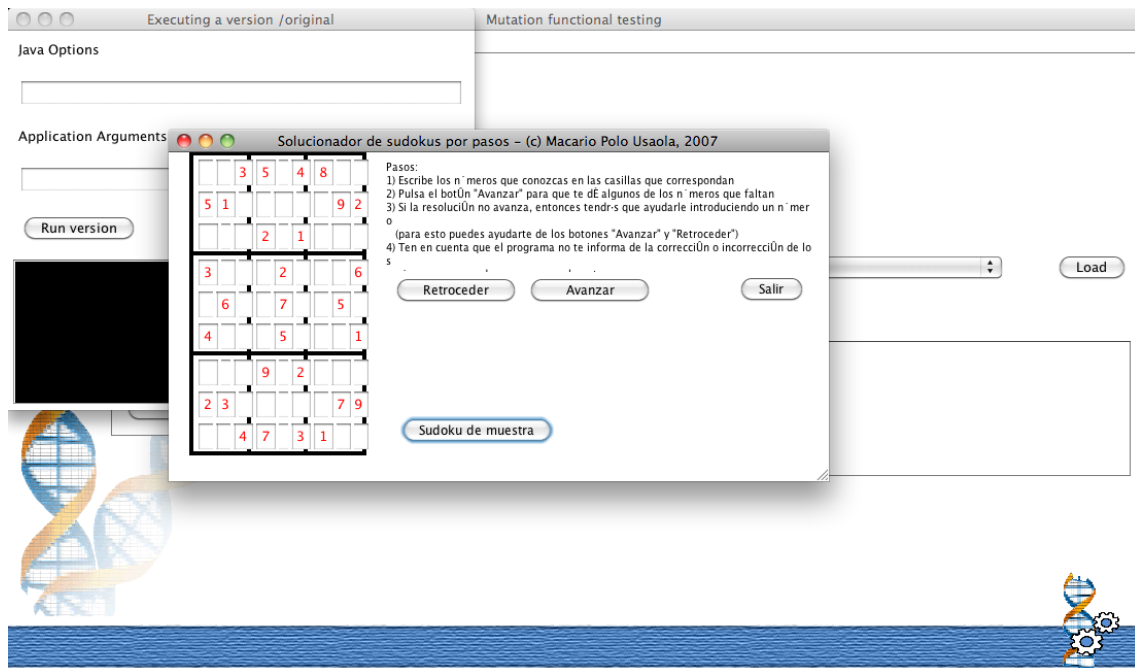 Executing a version /original
Mutation functional testing
Java Options
Application Arguments
Run version
Load
Solucionador de sudokus por pasos - (c) Macario Polo Usaola, 2007
3 5 4 8
5 1 9 2
2 1
3 2 6
6 7 5
4 5 1
9 2
2 3 7 9
4 7 3 1
Pasos:
1) Escribe los n˙meros que conozcas en las casillas que correspondan
2) Pulsa el botÛn "Avanzar" para que te dÈ algunos de los n˙meros que faltan
3) Si la resoluciÛn no avanza, entonces tendr·s que ayudarle introduciendo un n˙mer
o
(para esto puedes ayudarte de los botones "Avanzar" y "Retroceder")
4) Ten en cuenta que el programa no te informa de la correcciÛn o incorrecciÛn de lo
s
Retroceder
Avanzar
Salir
Sudoku de muestra